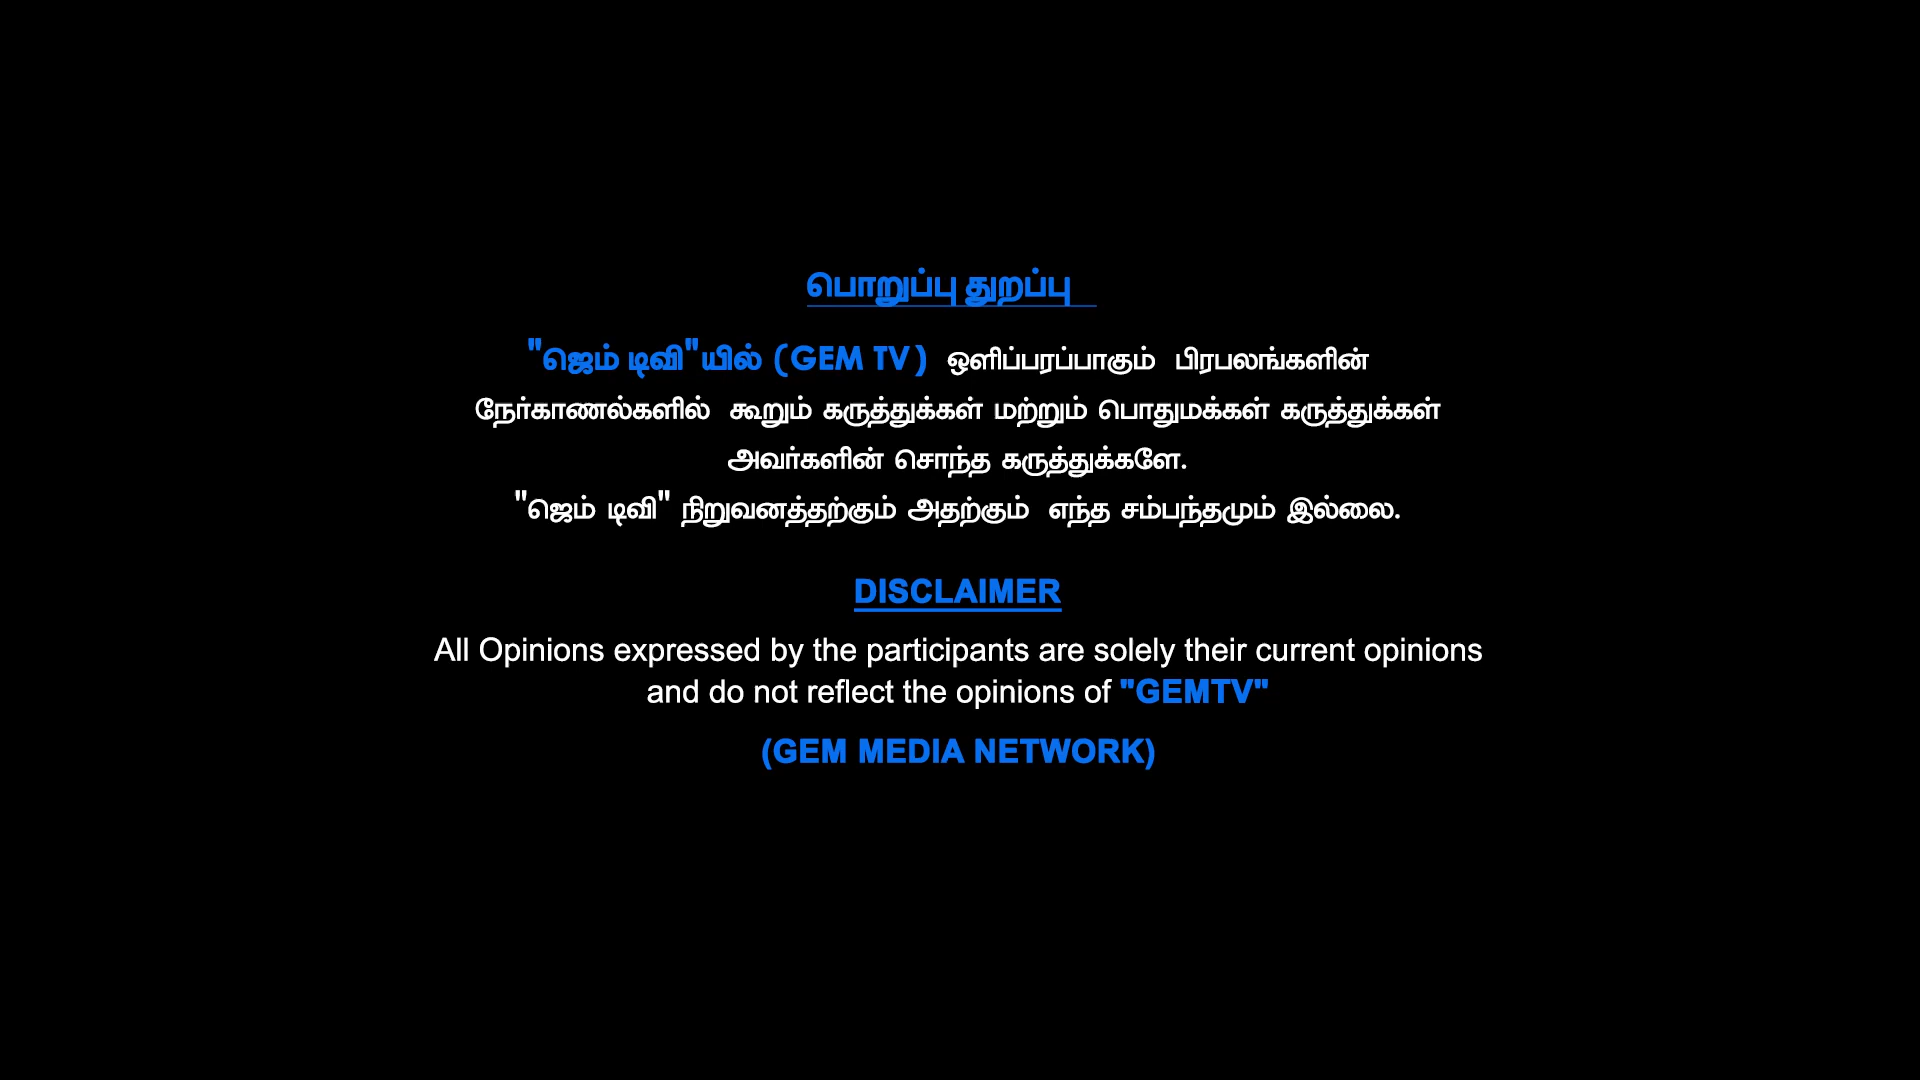 பொறுப்பு துறப்பு
"ஜெம் டிவி"யில் (GEM TV) ஒளிப்பரப்பாகும் பிரபலங்களின்
நேர்காணல்களில் கூறும் கருத்துக்கள் மற்றும் பொதுமக்கள் கருத்துக்கள்
அவர்களின் சொந்த கருத்துக்களே.
"ஜெம் டிவி" நிறுவனத்தற்கும் அதற்கும் எந்த சம்பந்தமும் இல்லை.
DISCLAIMER
All Opinions expressed by the participants are solely their current opinions
and do not reflect the opinions of "GEMTV"
(GEM MEDIA NETWORK)